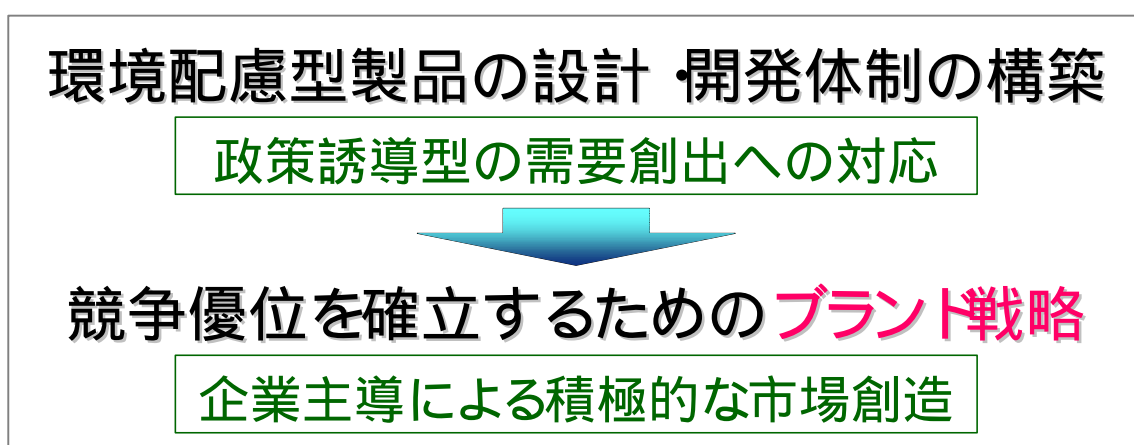 環境配慮型製品の設計・開発体制の構築
政策誘導型の需要創出への対応
競争優位を確立するためのブランド戦略
企業主導による積極的な市場創造